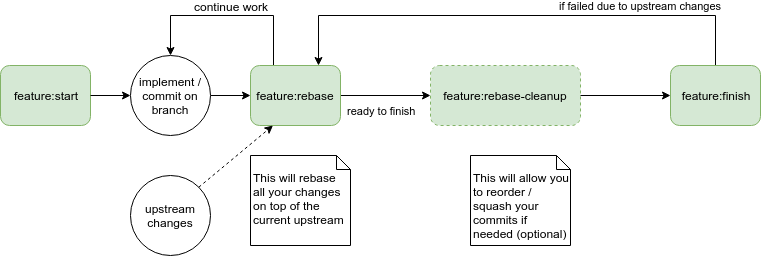 continue work
if failed due to upstream changes
feature:start
implement /
commit on
branch
feature:rebase
ready to finish
feature:rebase-cleanup
feature:finish
upstream
changes
This will rebase
all your changes
on top of the
current upstream
This will allow you
to reorder /
squash your
commits if
needed (optional)